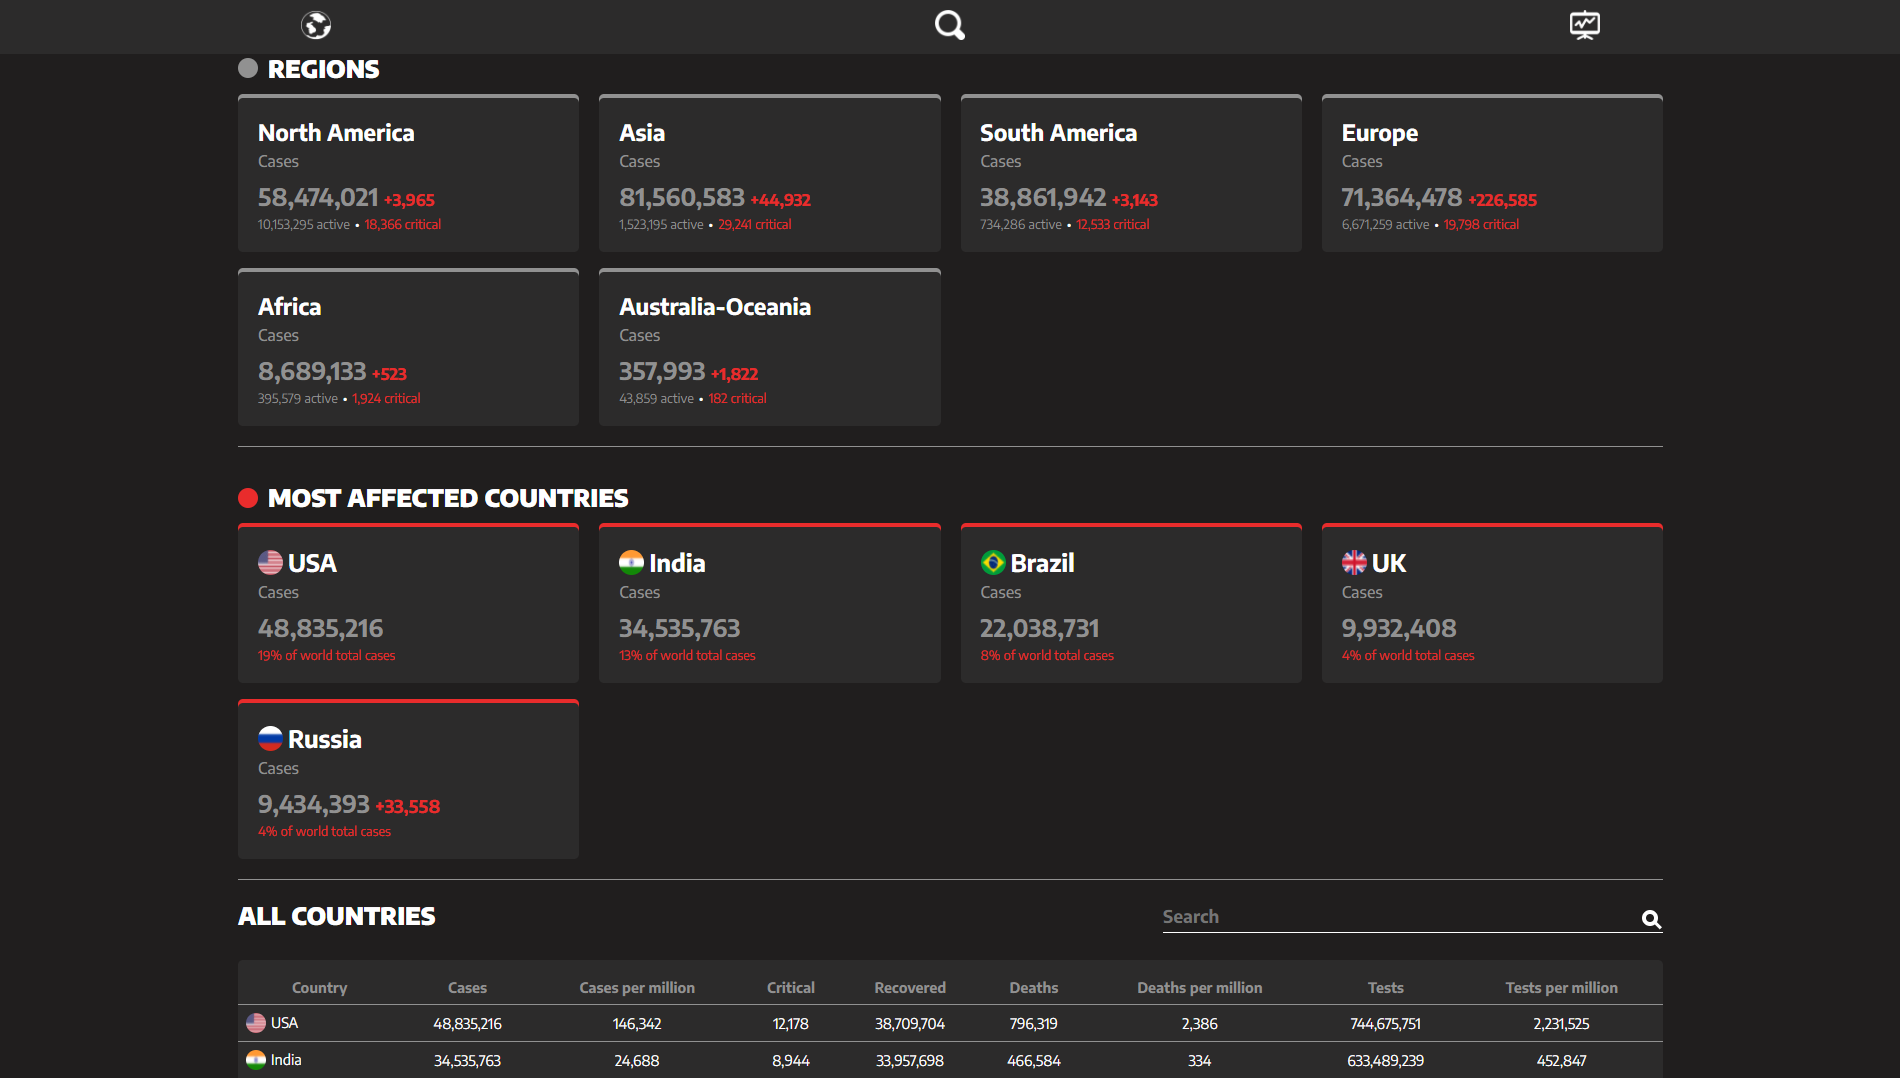 REGIONS
North America
Cases
58,474,021 +3,965
10,153,295 active • 18,366 critical
Asia
Cases
81,560,583 +44,932
1,523,195 active • 29,241 critical
South America
Cases
38,861,942 +3,143
734,286 active • 12,533 critical
Europe
Cases
71,364,478 +226,585
6,671,259 active • 19,798 critical
Africa
Cases
8,689,133 +523
395,579 active • 1,924 critical
Australia-Oceania
Cases
357,993 +1,822
43,859 active • 182 critical
MOST AFFECTED COUNTRIES
USA
Cases
48,835,216
19% of world total cases
India
Cases
34,535,763
13% of world total cases
Brazil
Cases
22,038,731
8% of world total cases
UK
Cases
9,932,408
4% of world total cases
Russia
Cases
9,434,393 +33,558
4% of world total cases
ALL COUNTRIES
Search
Country Cases Cases per million Critical Recovered Deaths Deaths per million Tests Tests per million
USA 48,835,216 146,342 12,178 38,709,704 796,319 2,386 744,675,751 2,231,525
India 34,535,763 24,688 8,944 33,957,698 466,584 334 633,489,239 452,847